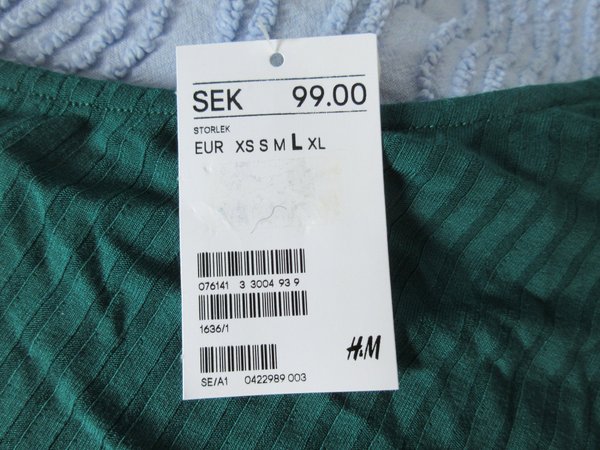 SEK 99.00
STORLEK
EUR XS S M L XL
076141 3 3004 93 9
1636/1
H&M
SE/A1 0422989 003